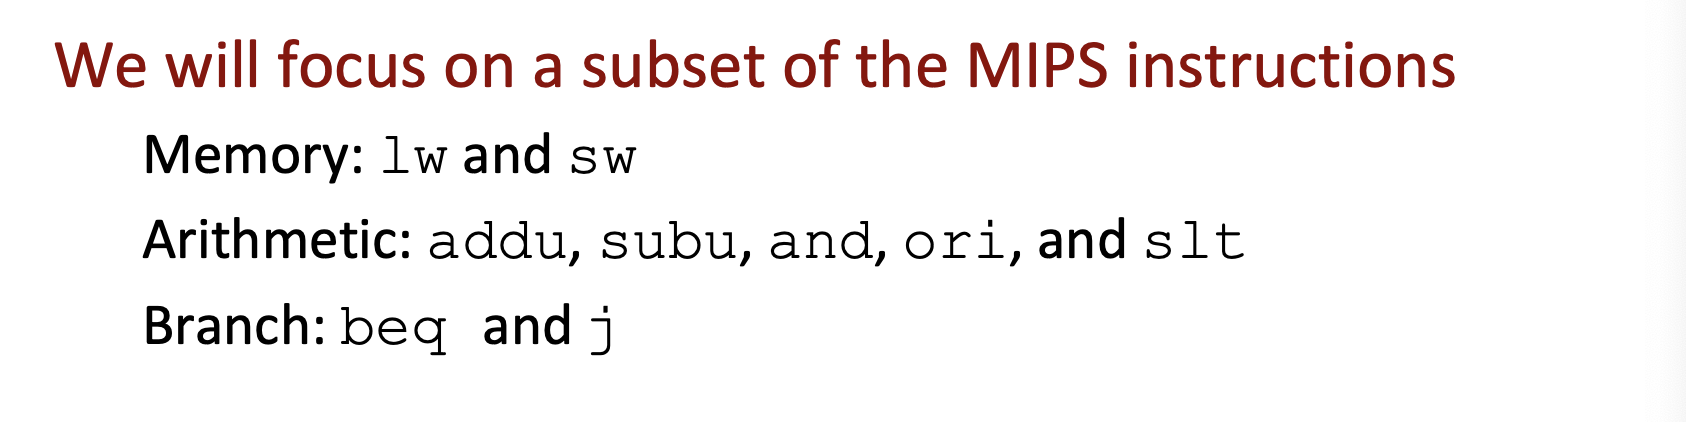 We will focus on a subset of the MIPS instructions
Memory: lw and sw
Arithmetic: addu, subu, and, ori, and slt
Branch: beq and j